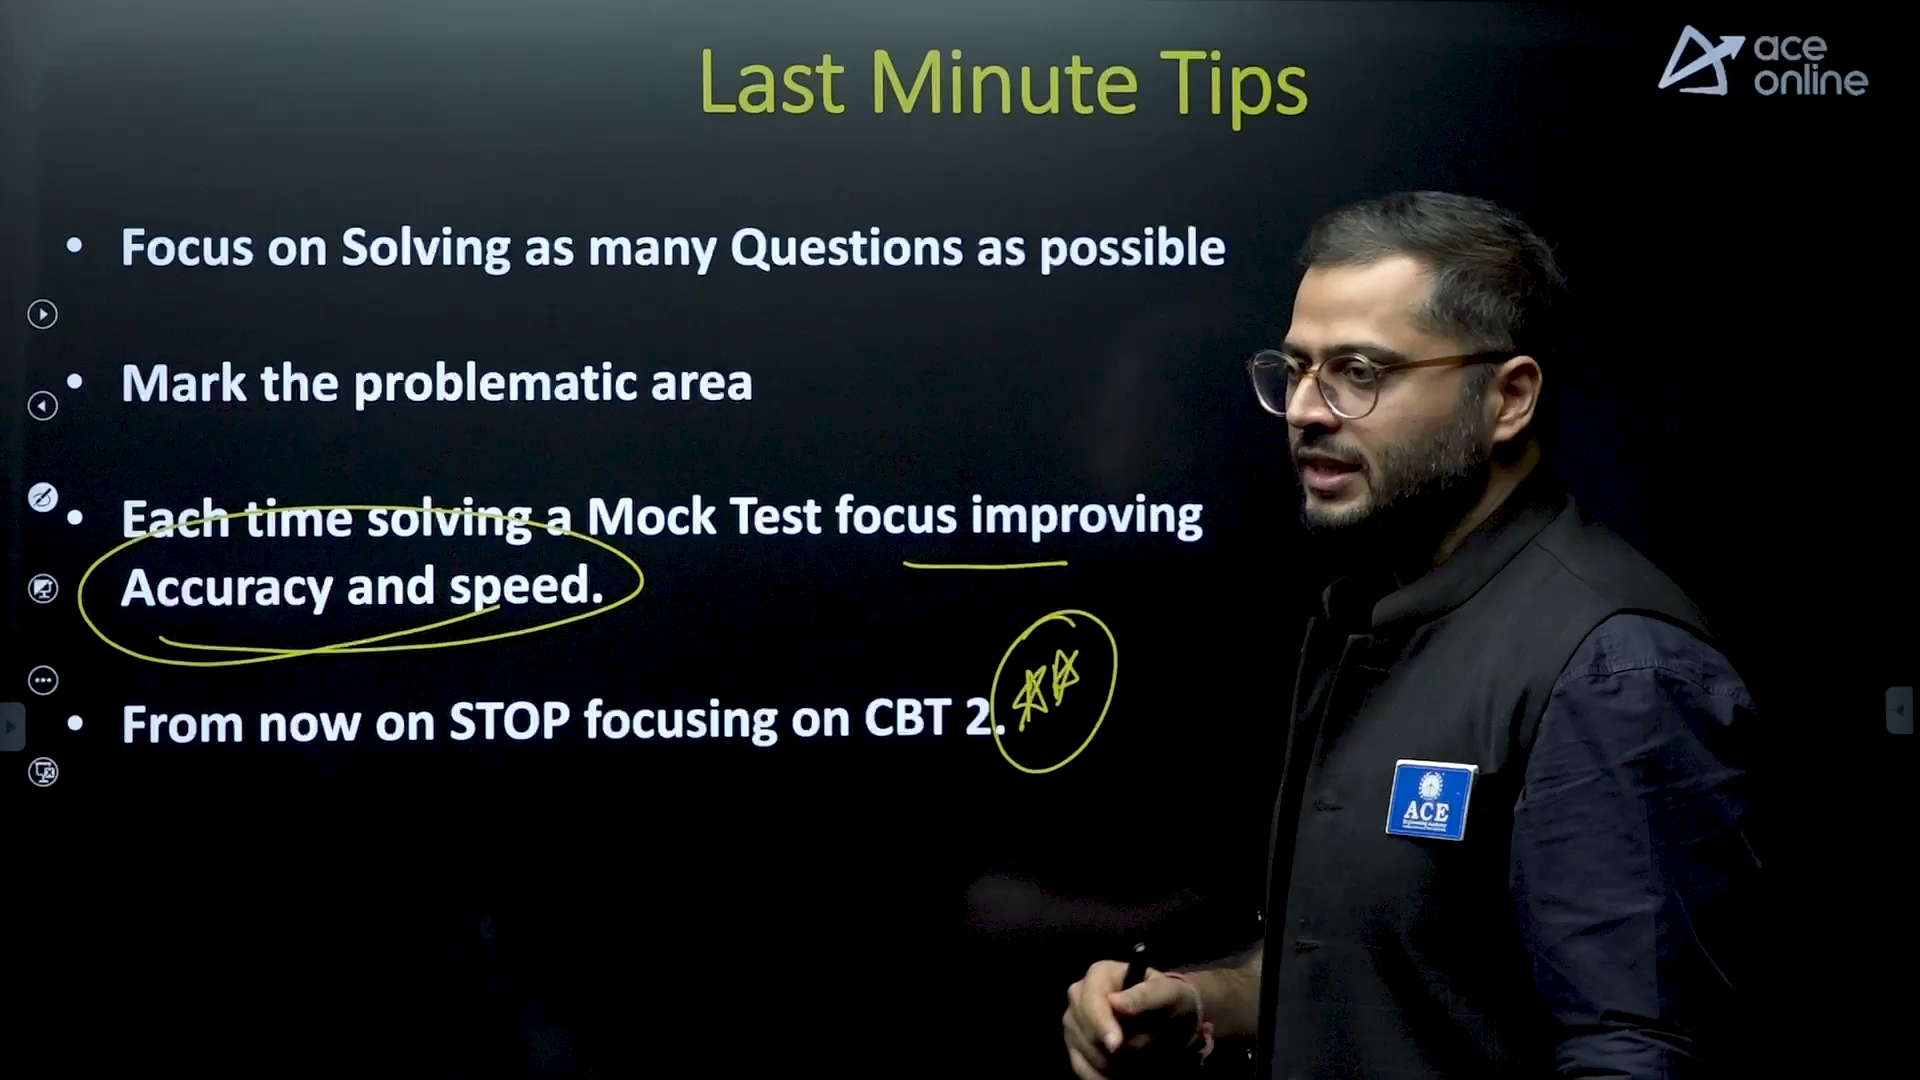 Last Minute Tips
ace
online
• Focus on Solving as many Questions as possible
• Mark the problematic area
• Each time solving a Mock Test focus improving
Accuracy and speed.
• From now on STOP focusing on CBT 2.
ACE